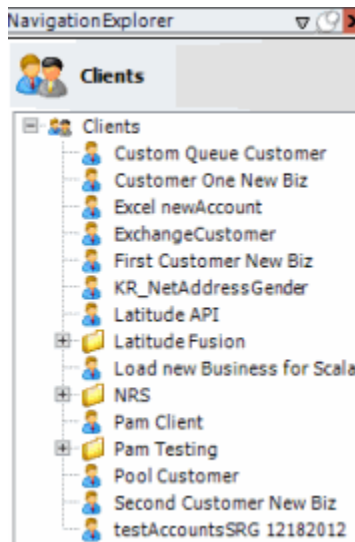 NavigationExplorer
Clients
Clients
Custom Queue Customer
Customer One New Biz
Excel newAccount
ExchangeCustomer
First Customer New Biz
KR_NetAddressGender
Latitude API
Latitude Fusion
Load new Business for Scala
NRS
Pam Client
Pam Testing
Pool Customer
Second Customer New Biz
testAccountsSRG 12182012